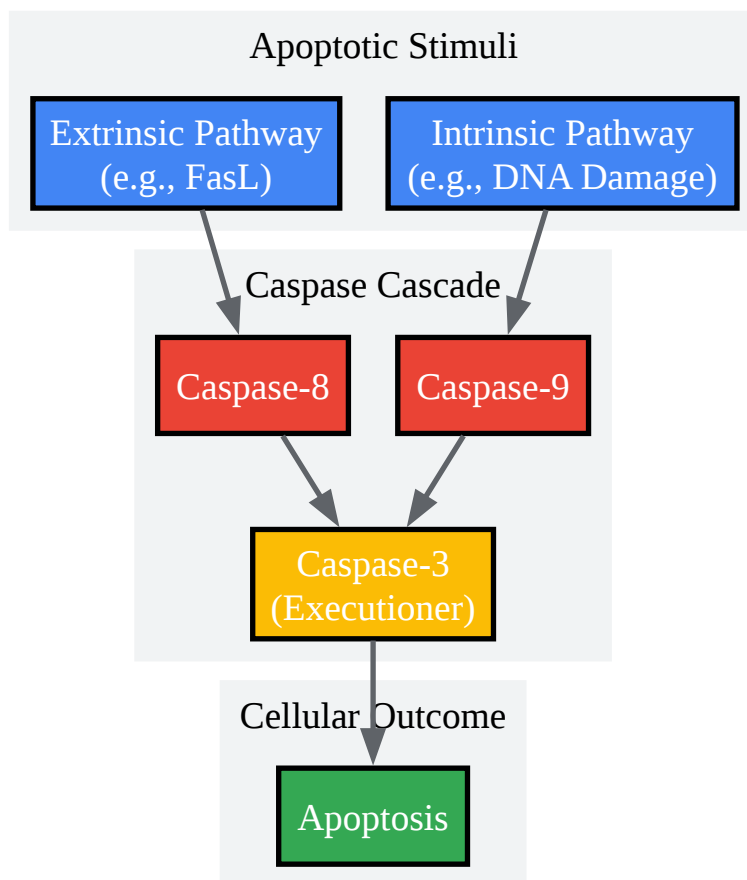 Apoptotic Stimuli
Extrinsic Pathway
(e.g., FasL)
Intrinsic Pathway
(e.g., DNA Damage)
Caspase Cascade
Caspase-8
Caspase-9
Caspase-3
(Executioner)
Cellular Outcome
Apoptosis